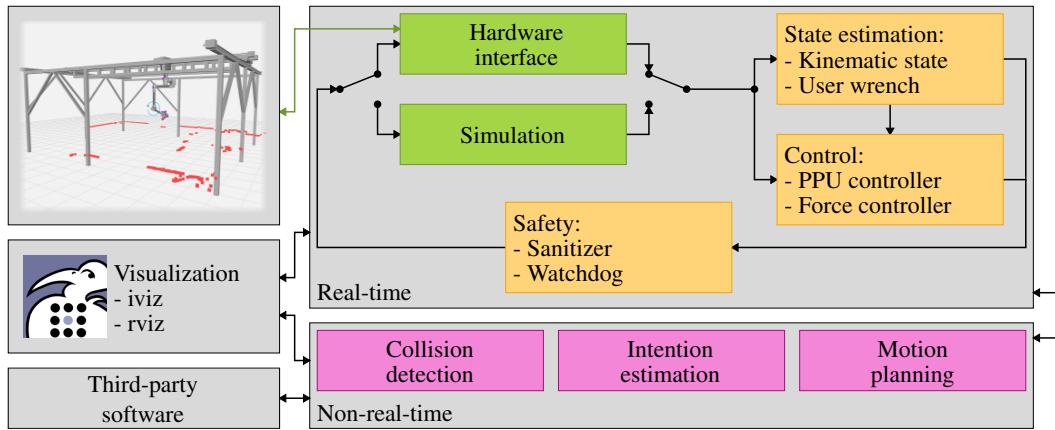 Hardware
interface
Simulation
State estimation:
- Kinematic state
- User wrench
Control:
- PPU controller
- Force controller
Safety:
- Sanitizer
- Watchdog
Real-time
Visualization
- iviz
- rviz
Third-party
software
Collision
detection
Intention
estimation
Motion
planning
Non-real-time